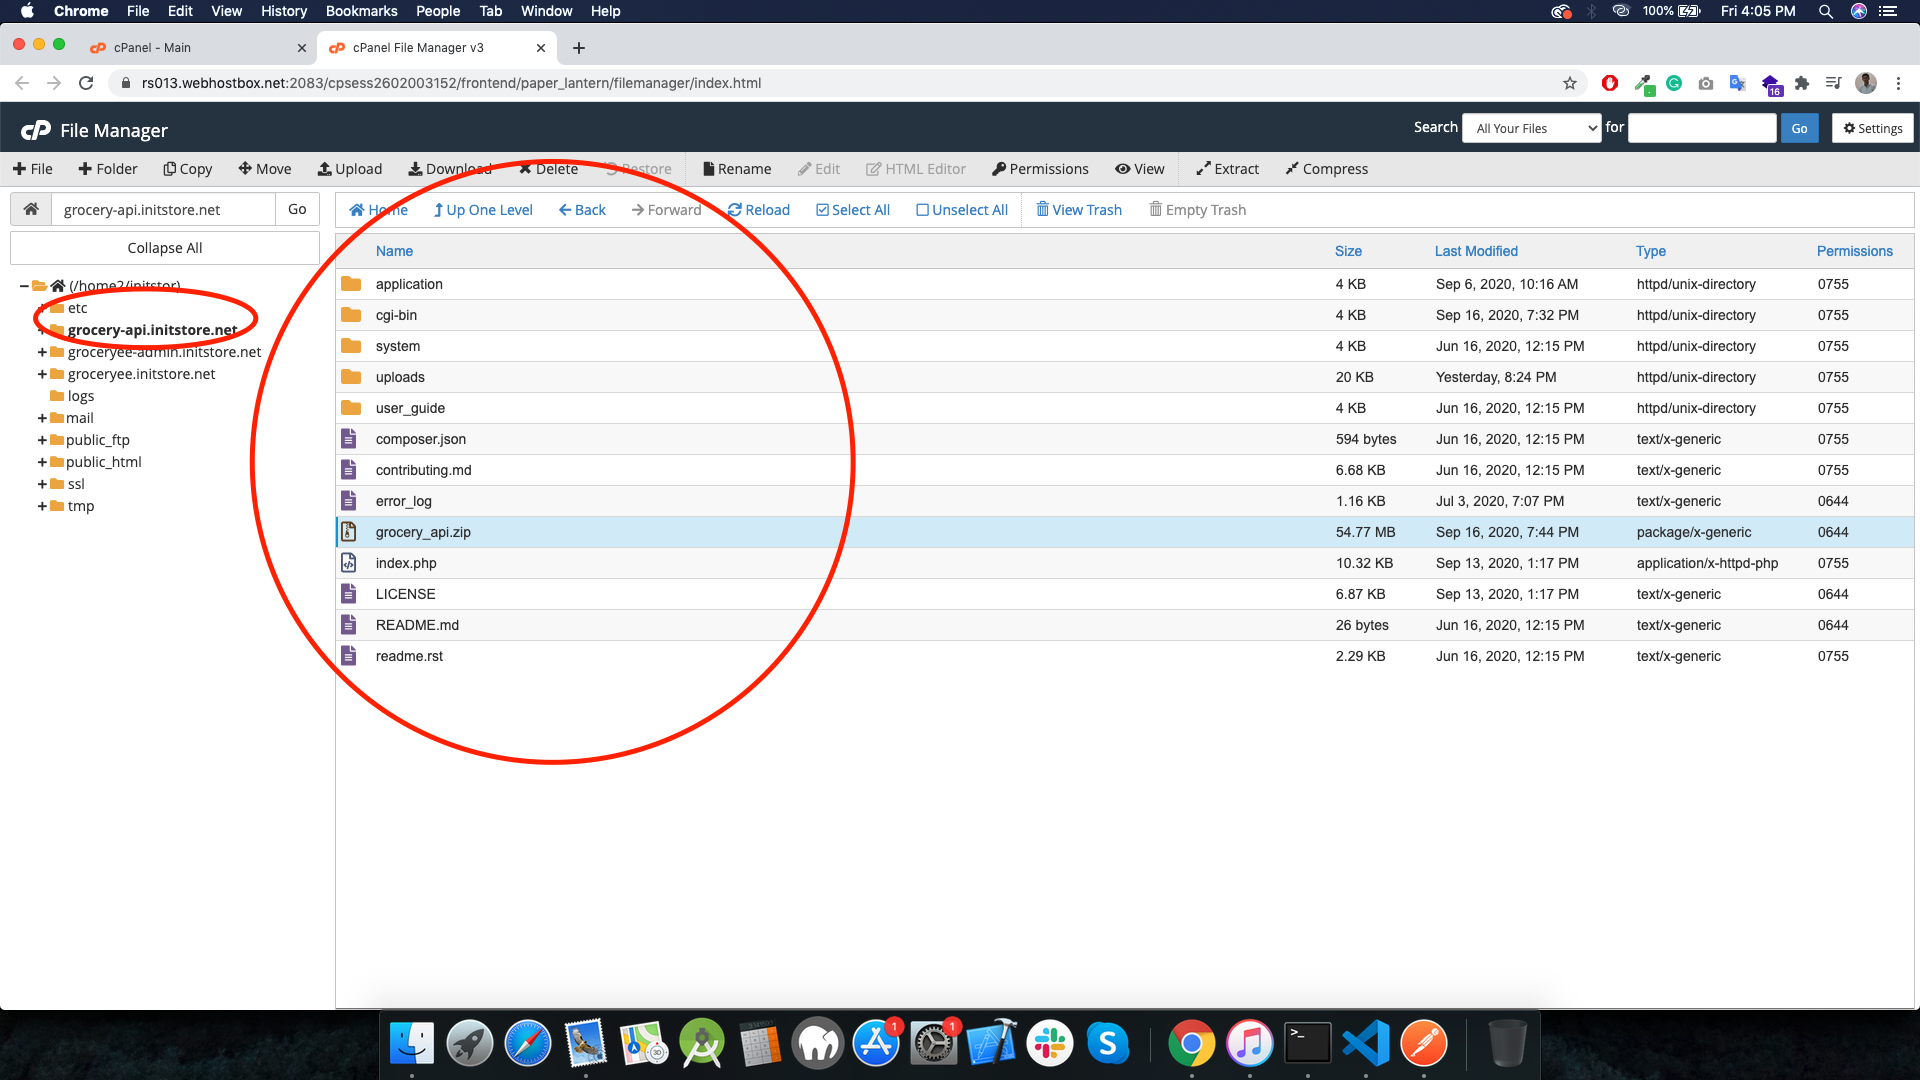 Chrome File Edit View History Bookmarks People Tab Window Help 100% Fri 4:05 PM
cPanel - Main cPanel File Manager v3
rs013.webhostbox.net:2083/cpsess2602003152/frontend/paper_lantern/filemanager/index.html 16
cP File Manager Search All Your Files for Go Settings
File Folder Copy Move Upload Download Delete Restore Rename Edit HTML Editor Permissions View Extract Compress
grocery-api.initstore.net Go Home Up One Level Back Forward Reload Select All Unselect All View Trash Empty Trash
Collapse All
(/home2/initstor)
etc
grocery-api.initstore.net
groceryee-admin.initstore.net
groceryee.initstore.net
logs
mail
public_ftp
public_html
ssl
tmp
Name Size Last Modified Type Permissions
application 4 KB Sep 6, 2020, 10:16 AM httpd/unix-directory 0755
cgi-bin 4 KB Sep 16, 2020, 7:32 PM httpd/unix-directory 0755
system 4 KB Jun 16, 2020, 12:15 PM httpd/unix-directory 0755
uploads 20 KB Yesterday, 8:24 PM httpd/unix-directory 0755
user_guide 4 KB Jun 16, 2020, 12:15 PM httpd/unix-directory 0755
composer.json 594 bytes Jun 16, 2020, 12:15 PM text/x-generic 0755
contributing.md 6.68 KB Jun 16, 2020, 12:15 PM text/x-generic 0755
error_log 1.16 KB Jul 3, 2020, 7:07 PM text/x-generic 0644
grocery_api.zip 54.77 MB Sep 16, 2020, 7:44 PM package/x-generic 0644
index.php 10.32 KB Sep 13, 2020, 1:17 PM application/x-httpd-php 0755
LICENSE 6.87 KB Sep 13, 2020, 1:17 PM text/x-generic 0644
README.md 26 bytes Jun 16, 2020, 12:15 PM text/x-generic 0644
readme.rst 2.29 KB Jun 16, 2020, 12:15 PM text/x-generic 0755
3D 1 1